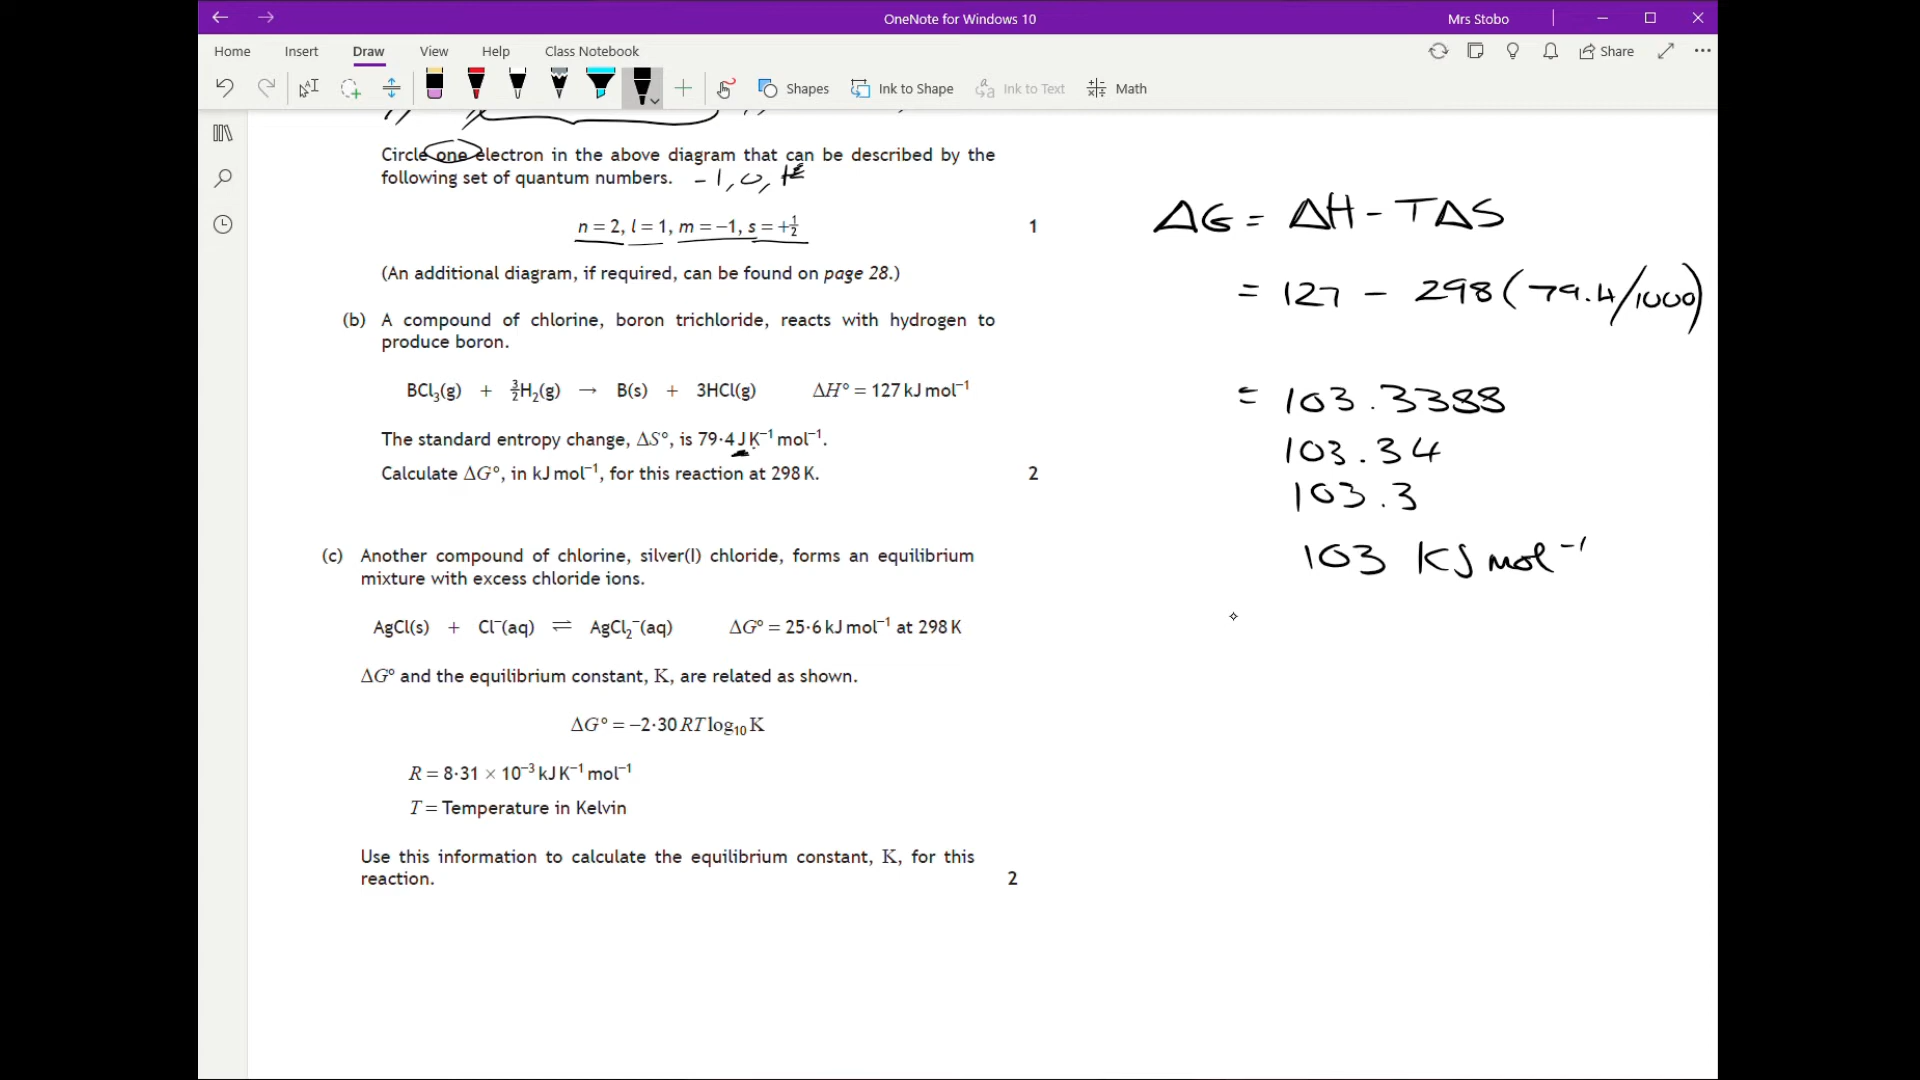 OneNote for Windows 10
Mrs Stobo
Home Insert Draw View Help Class Notebook
Share
Shapes Ink to Shape Ink to Text Math
Circle one electron in the above diagram that can be described by the
following set of quantum numbers. -1, 0, +
n = 2, l = 1, m = −1, s = +½ 1
(An additional diagram, if required, can be found on page 28.)
(b) A compound of chlorine, boron trichloride, reacts with hydrogen to
produce boron.
BCl₃(g) + 3/2H₂(g) → B(s) + 3HCl(g) ΔH° = 127 kJ mol⁻¹
The standard entropy change, ΔS°, is 79·4 J K⁻¹ mol⁻¹.
Calculate ΔG°, in kJ mol⁻¹, for this reaction at 298 K. 2
(c) Another compound of chlorine, silver(I) chloride, forms an equilibrium
mixture with excess chloride ions.
AgCl(s) + Cl⁻(aq) ⇌ AgCl₂⁻(aq) ΔG° = 25·6 kJ mol⁻¹ at 298 K
ΔG° and the equilibrium constant, K, are related as shown.
ΔG° = −2·30 RT log₁₀ K
R = 8·31 × 10⁻³ kJ K⁻¹ mol⁻¹
T = Temperature in Kelvin
Use this information to calculate the equilibrium constant, K, for this
reaction. 2
ΔG = ΔH - TΔS
= 127 - 298 (79.4/1000)
= 103.3388
103.34
103.3
103 KJ mol⁻¹